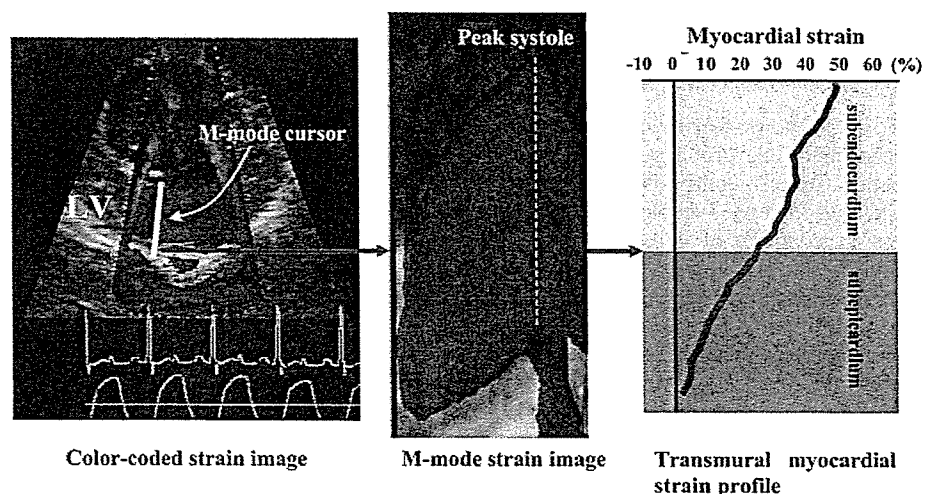 Peak systole
M-mode cursor
LV
Myocardial strain
-10 0 10 20 30 40 50 60 (%)
subendocardium
subepicardium
Color-coded strain image
M-mode strain image
Transmural myocardial
strain profile